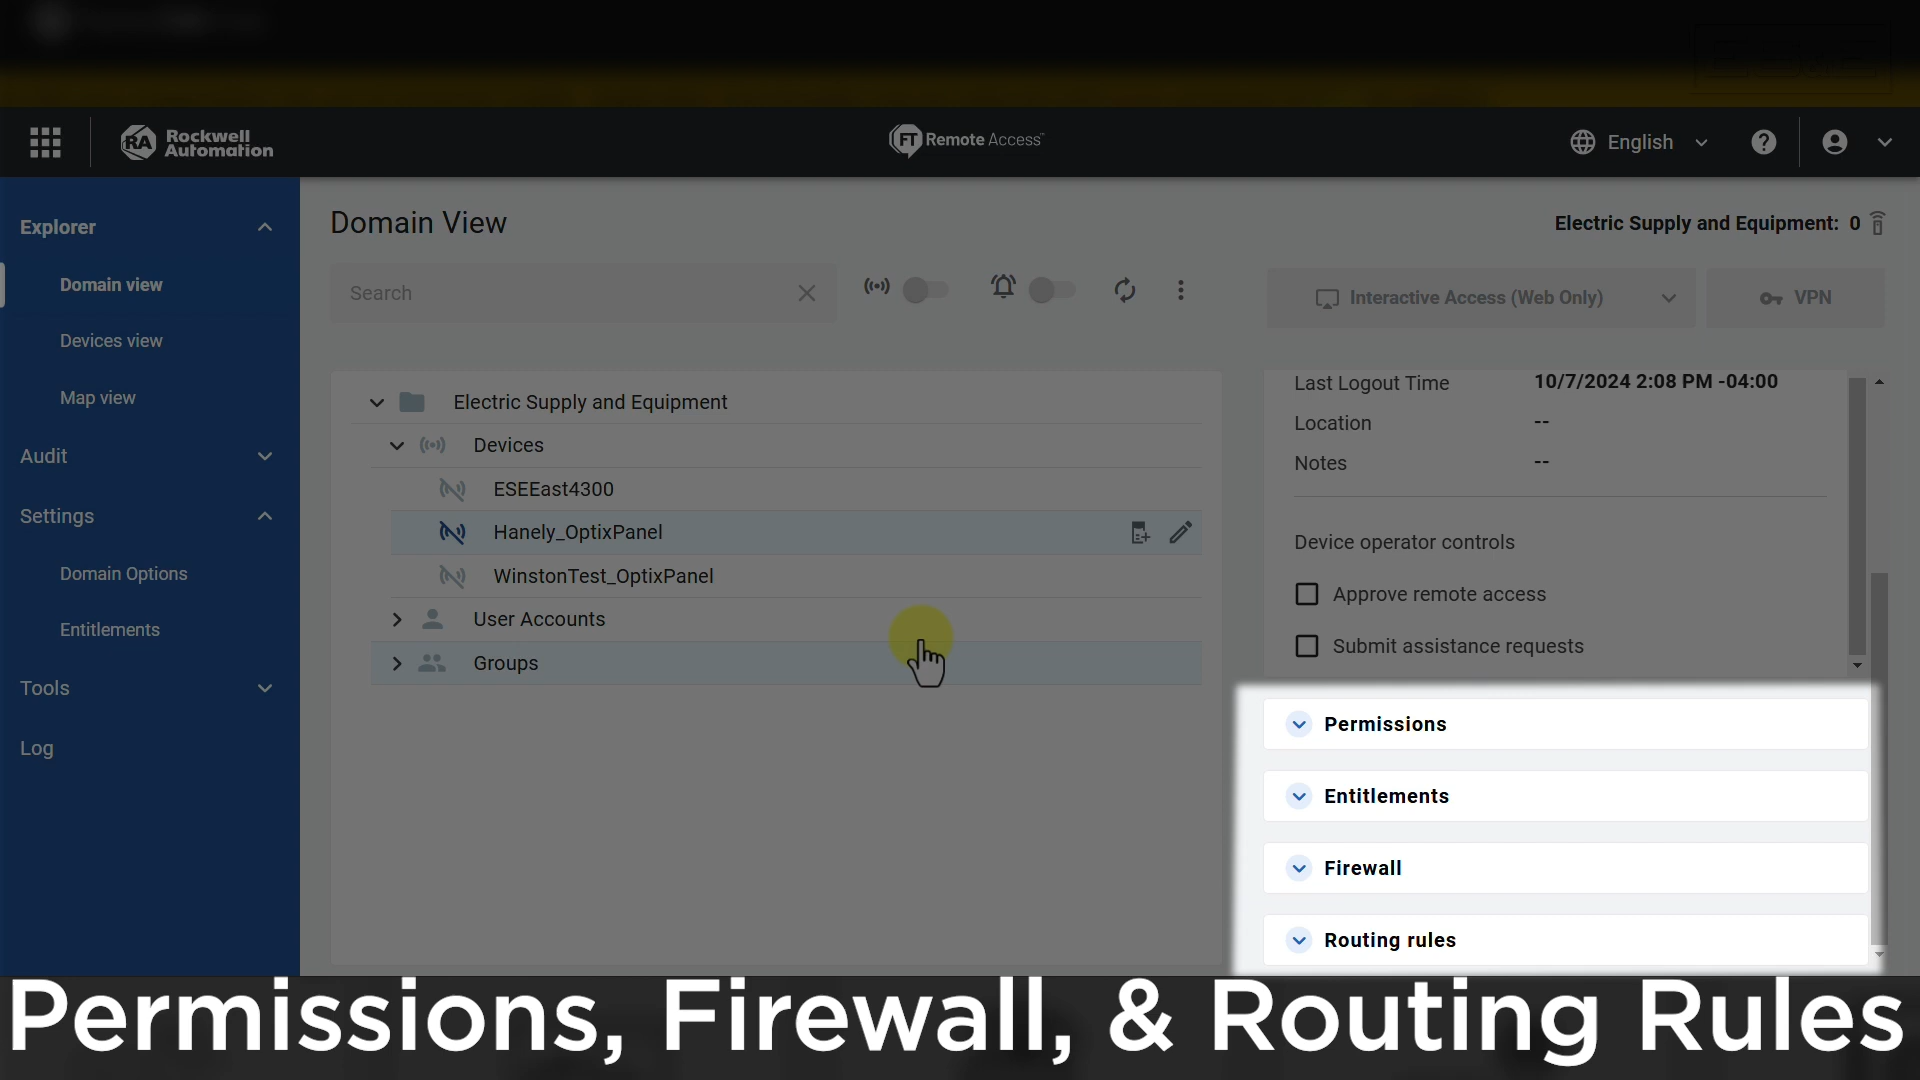 Rockwell
Automation
FT Remote Access™
English
Explorer
Domain view
Devices view
Map view
Audit
Settings
Domain Options
Entitlements
Tools
Log
Domain View
Electric Supply and Equipment: 0
Search
Interactive Access (Web Only)
VPN
Electric Supply and Equipment
Devices
ESEEast4300
Hanely_OptixPanel
WinstonTest_OptixPanel
User Accounts
Groups
Last Logout Time 10/7/2024 2:08 PM -04:00
Location --
Notes --
Device operator controls
Approve remote access
Submit assistance requests
Permissions
Entitlements
Firewall
Routing rules
Permissions, Firewall, & Routing Rules